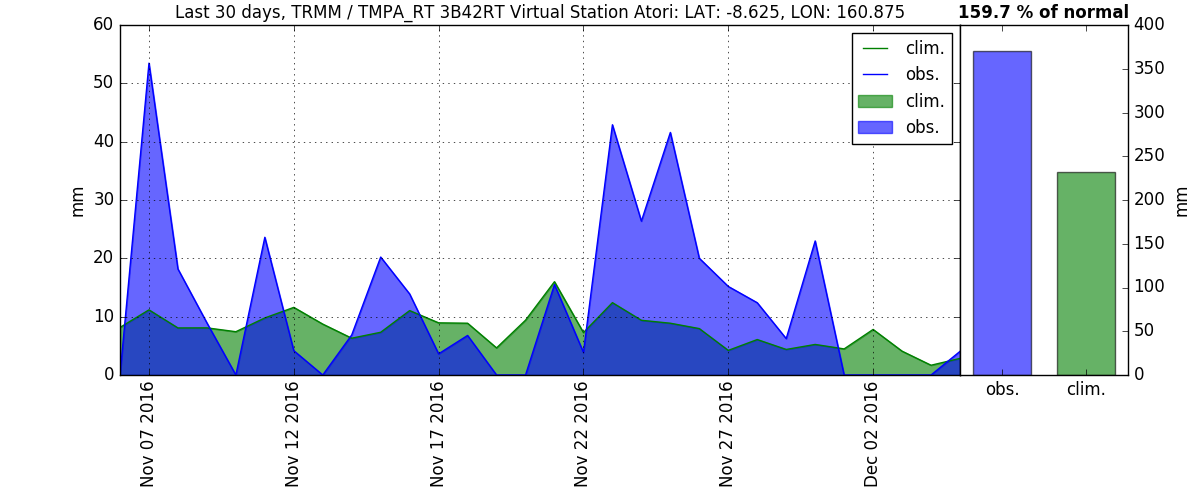 Last 30 days, TRMM / TMPA_RT 3B42RT Virtual Station Atori: LAT: -8.625, LON: 160.875
159.7 % of normal
60
50
40
30
20
10
0
mm
clim.
obs.
clim.
obs.
400
350
300
250
200
150
100
50
0
mm
obs.
clim.
Nov 07 2016
Nov 12 2016
Nov 17 2016
Nov 22 2016
Nov 27 2016
Dec 02 2016